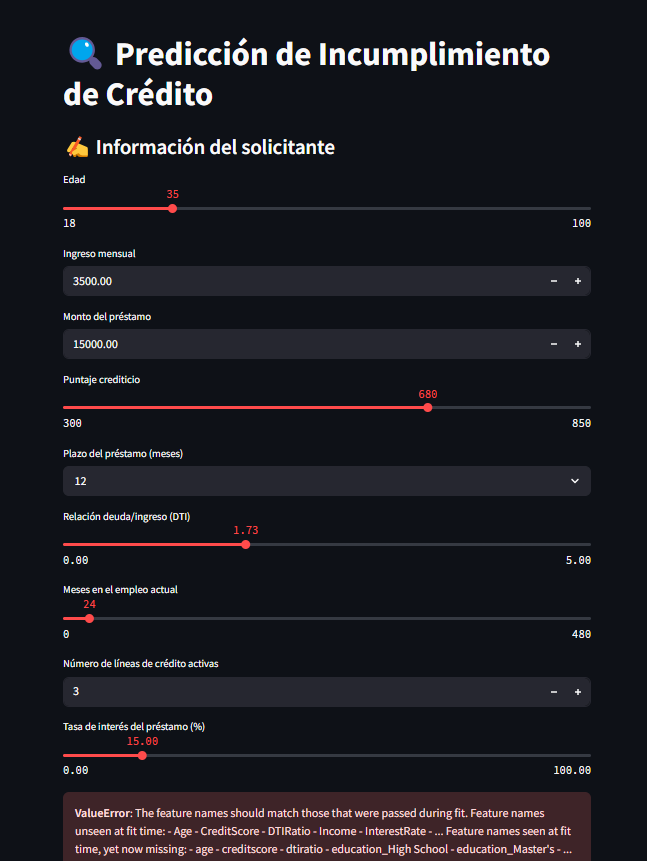 Predicción de Incumplimiento
de Crédito
Información del solicitante
Edad
35
18 100
Ingreso mensual
3500.00
Monto del préstamo
15000.00
Puntaje crediticio
680
300 850
Plazo del préstamo (meses)
12
Relación deuda/ingreso (DTI)
1.73
0.00 5.00
Meses en el empleo actual
24
0 480
Número de líneas de crédito activas
3
Tasa de interés del préstamo (%)
15.00
0.00 100.00
ValueError: The feature names should match those that were passed during fit. Feature names
unseen at fit time: - Age - CreditScore - DTIRatio - Income - InterestRate - ... Feature names seen at fit
time, yet now missing: - age - creditscore - dtiratio - education_High School - education_Master's - ...